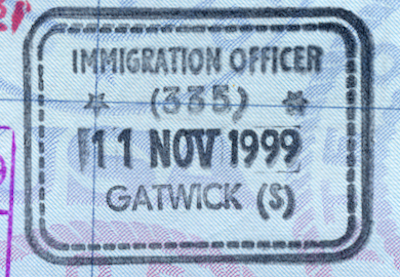 IMMIGRATION OFFICER
(335)
11 NOV 1999
GATWICK (S)